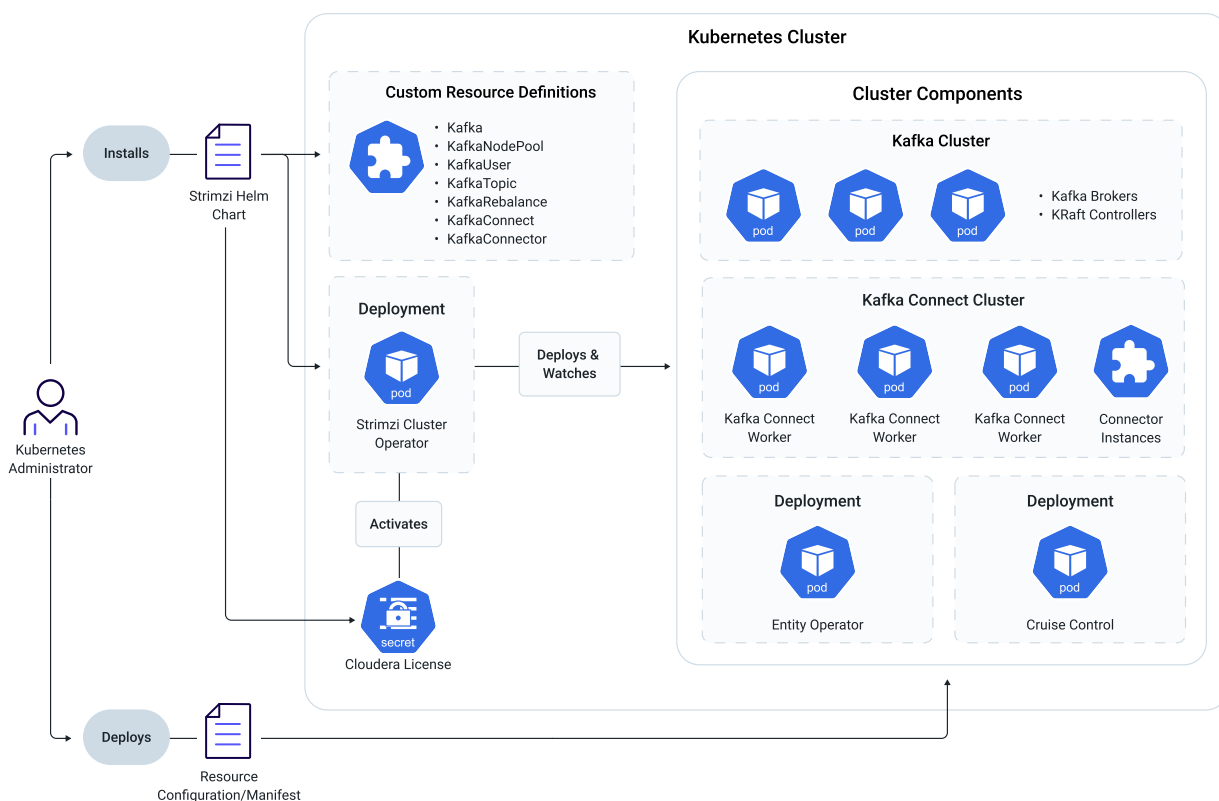 Kubernetes Cluster
Custom Resource Definitions
• Kafka
• KafkaNodePool
• KafkaUser
• KafkaTopic
• KafkaRebalance
• KafkaConnect
• KafkaConnector
Installs
Strimzi Helm
Chart
Deployment
pod
Strimzi Cluster
Operator
Deploys &
Watches
Activates
secret
Cloudera License
Kubernetes
Administrator
Deploys
Resource
Configuration/Manifest
Cluster Components
Kafka Cluster
pod
pod
pod
• Kafka Brokers
• KRaft Controllers
Kafka Connect Cluster
pod
Kafka Connect
Worker
pod
Kafka Connect
Worker
pod
Kafka Connect
Worker
Connector
Instances
Deployment
pod
Entity Operator
Deployment
pod
Cruise Control